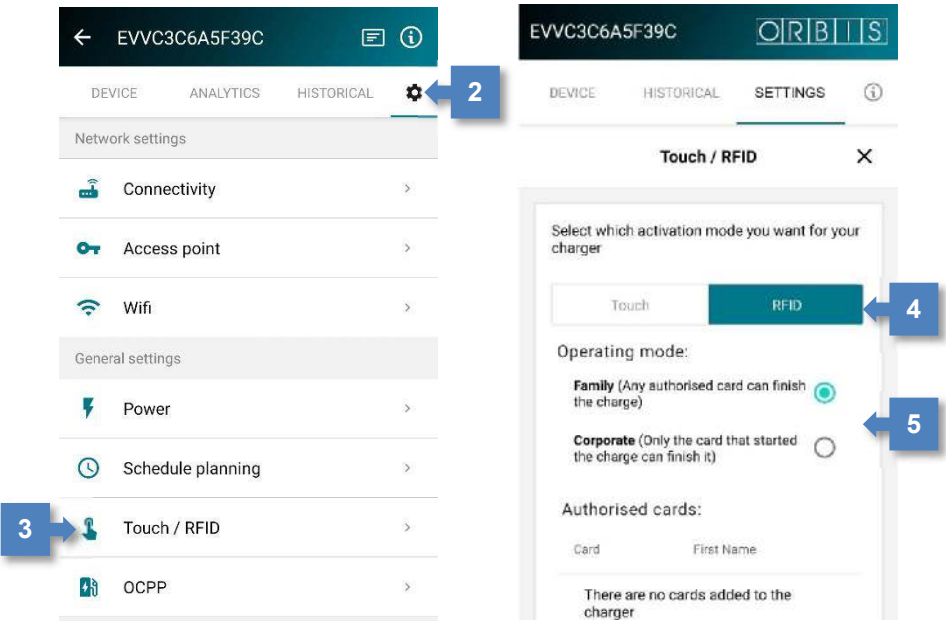 EVVC3C6A5F39C
DEVICE ANALYTICS HISTORICAL
2
Network settings
Connectivity
Access point
Wifi
General settings
Power
Schedule planning
3
Touch / RFID
OCPP
EVVC3C6A5F39C ORBIS
DEVICE HISTORICAL SETTINGS
Touch / RFID
Select which activation mode you want for your
charger
Touch RFID
4
Operating mode:
Family (Any authorised card can finish
the charge)
5
Corporate (Only the card that started
the charge can finish it)
Authorised cards:
Card First Name
There are no cards added to the
charger